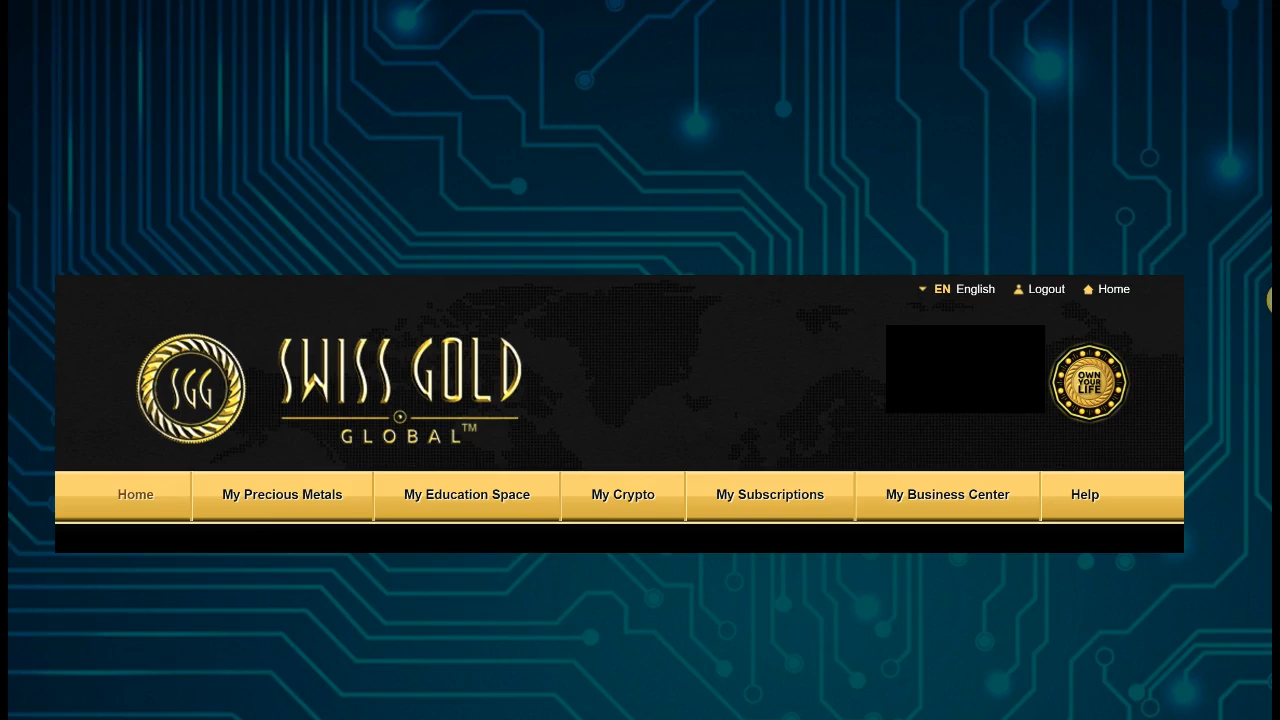 EN English Logout Home
SGG
SWISS GOLD
GLOBAL™
OWN
YOUR
LIFE
Home My Precious Metals My Education Space My Crypto My Subscriptions My Business Center Help